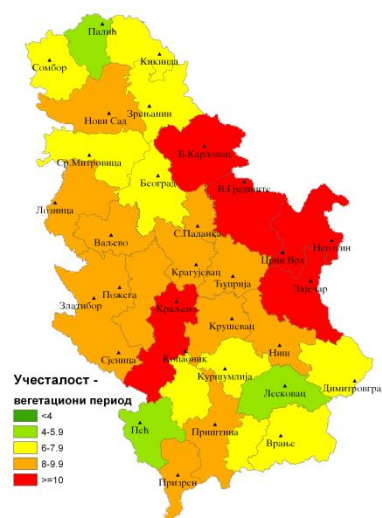 Палић
Сомбор
Кикинда
Нови Сад
Зрењанин
Б.Карловац
Ср.Митровица
Београд
В.Градиште
Лозница
Ваљево
С.Паланка
Неготин
Црни Врх
Крагујевац
Ћуприја
Зајечар
Златибор
Пожега
Краљево
Крушевац
Сјеница
Копаоник
Ниш
Куршумлија
Димитровград
Лесковац
Пећ
Приштина
Врање
Призрен
Учесталост -
вегетациони период
<4
4-5.9
6-7.9
8-9.9
>=10